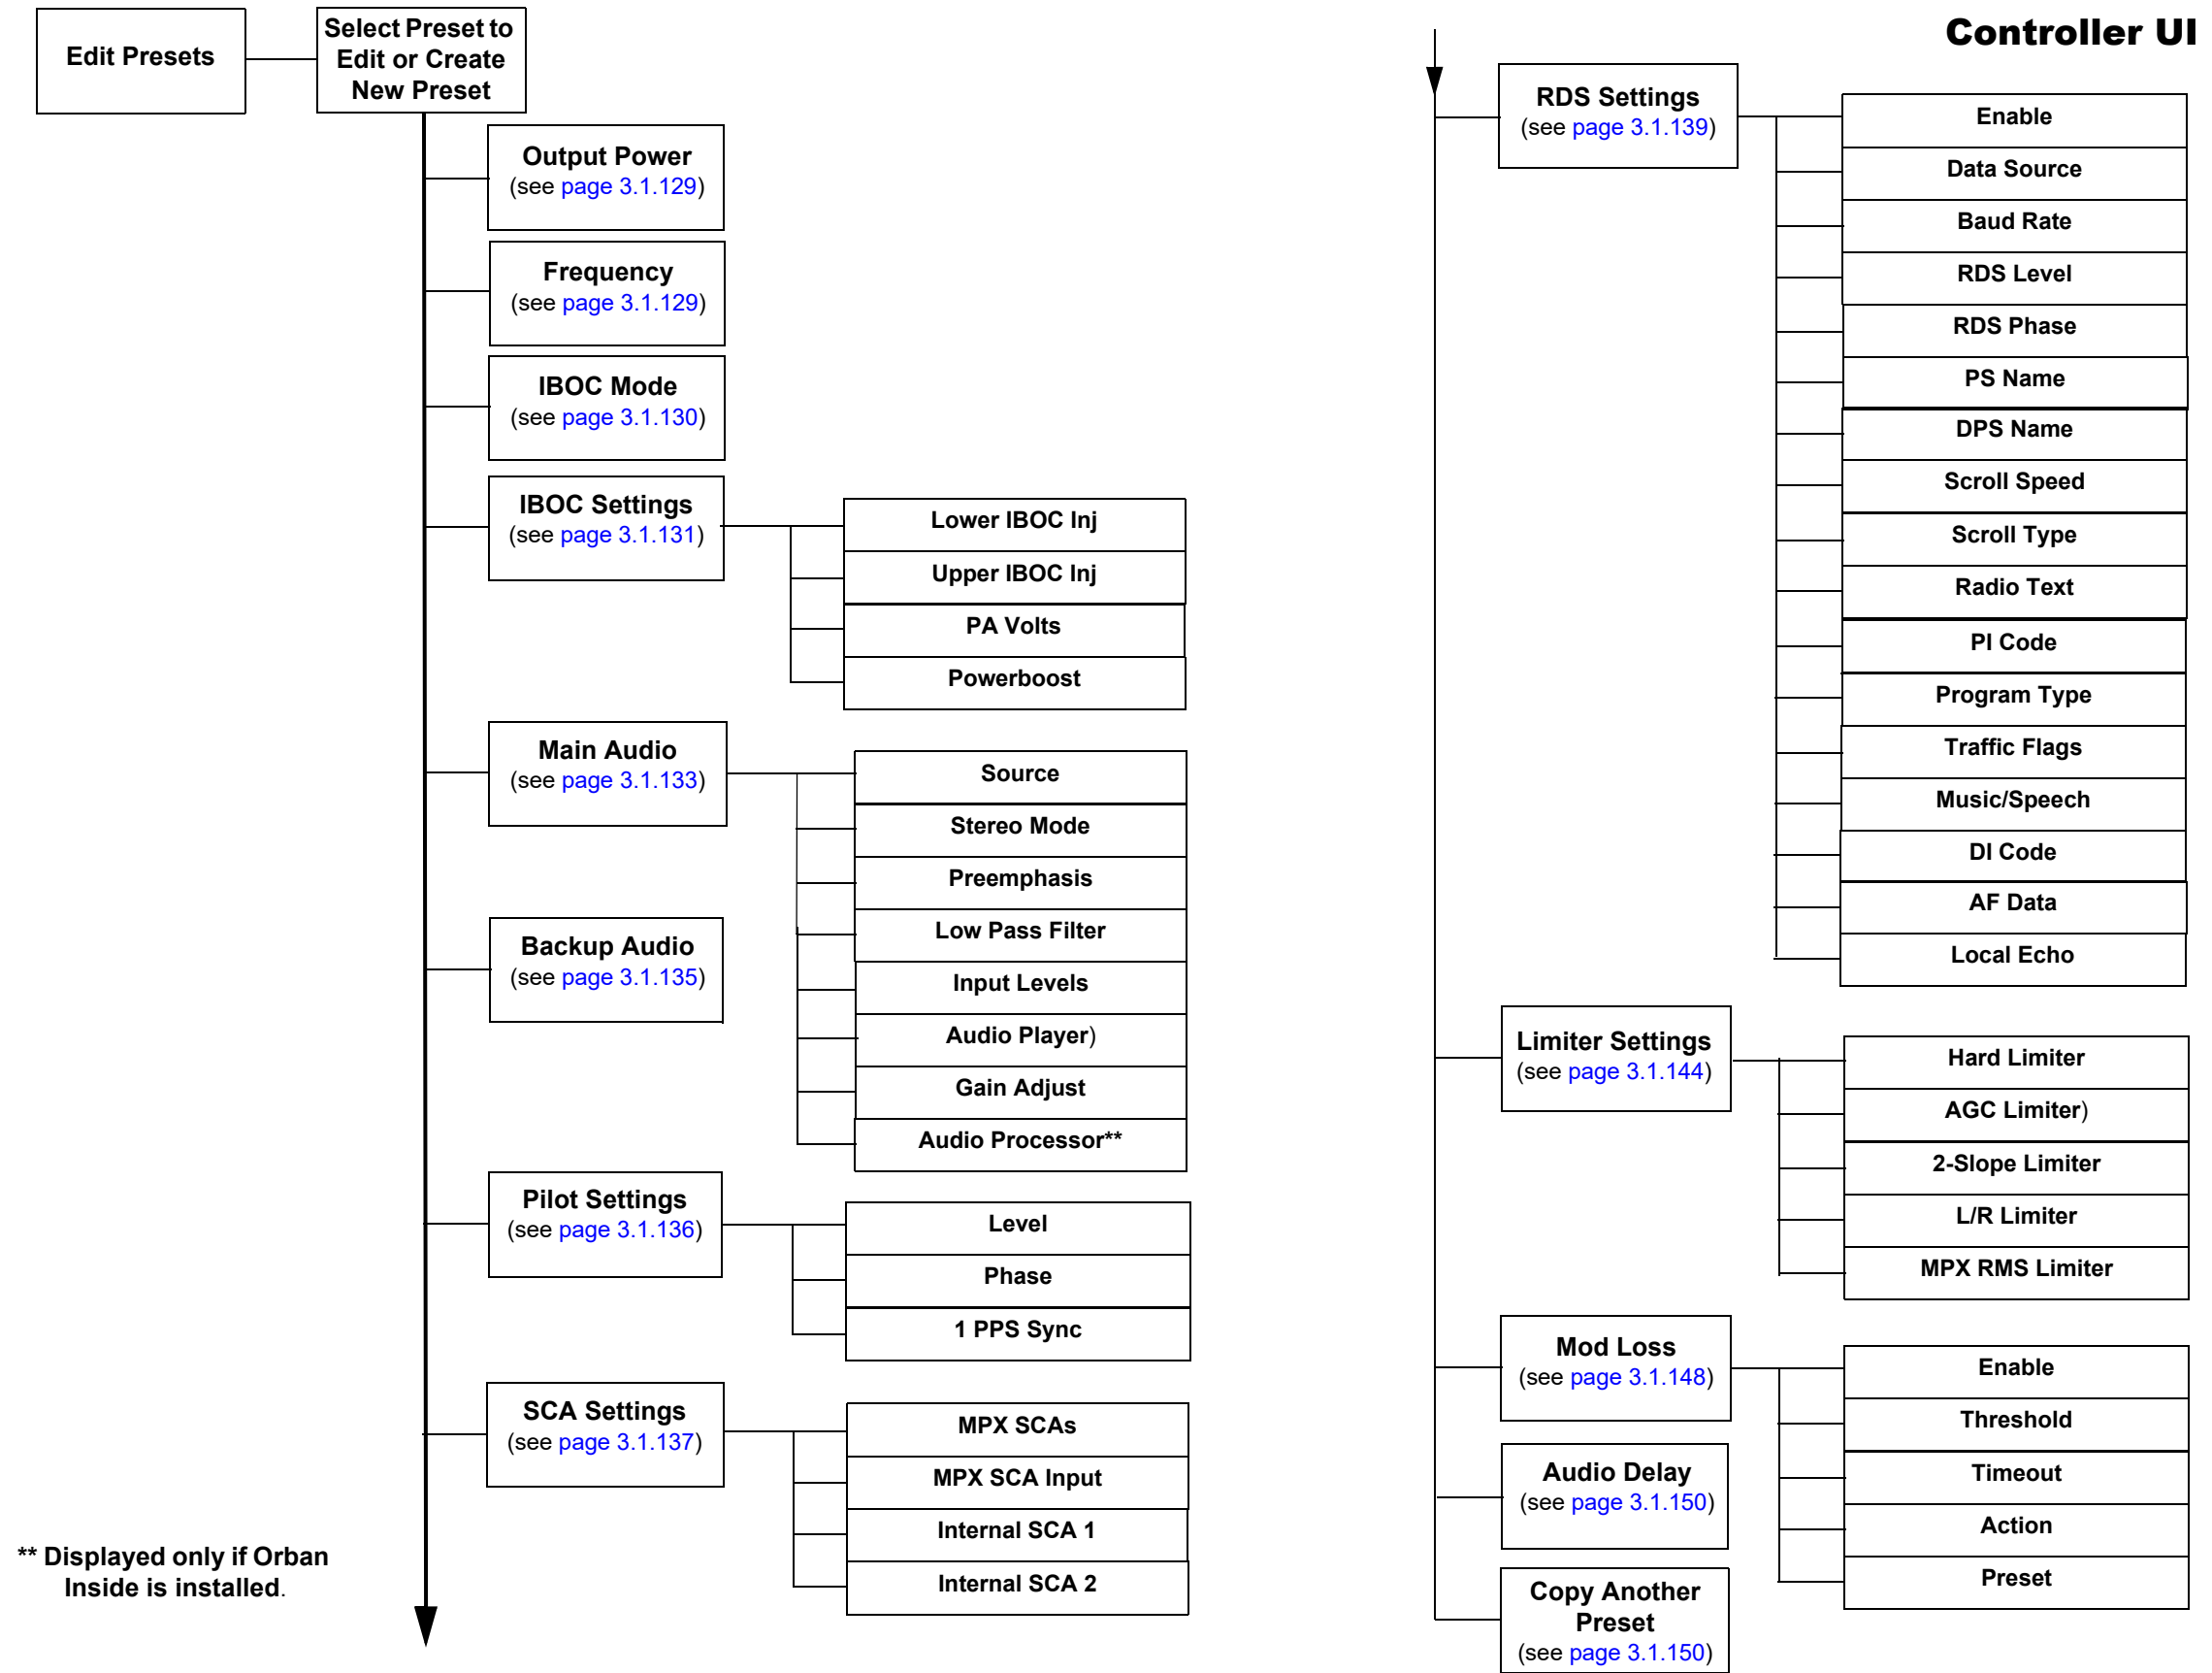 Controller UI
Edit Presets
Select Preset to
Edit or Create
New Preset
Output Power
(see page 3.1.129)
Frequency
(see page 3.1.129)
IBOC Mode
(see page 3.1.130)
IBOC Settings
(see page 3.1.131)
Lower IBOC Inj
Upper IBOC Inj
PA Volts
Powerboost
Main Audio
(see page 3.1.133)
Source
Stereo Mode
Preemphasis
Low Pass Filter
Input Levels
Audio Player)
Gain Adjust
Audio Processor**
Backup Audio
(see page 3.1.135)
Pilot Settings
(see page 3.1.136)
Level
Phase
1 PPS Sync
SCA Settings
(see page 3.1.137)
MPX SCAs
MPX SCA Input
Internal SCA 1
Internal SCA 2
** Displayed only if Orban
Inside is installed.
RDS Settings
(see page 3.1.139)
Enable
Data Source
Baud Rate
RDS Level
RDS Phase
PS Name
DPS Name
Scroll Speed
Scroll Type
Radio Text
PI Code
Program Type
Traffic Flags
Music/Speech
DI Code
AF Data
Local Echo
Limiter Settings
(see page 3.1.144)
Hard Limiter
AGC Limiter)
2-Slope Limiter
L/R Limiter
MPX RMS Limiter
Mod Loss
(see page 3.1.148)
Enable
Threshold
Timeout
Action
Preset
Audio Delay
(see page 3.1.150)
Copy Another
Preset
(see page 3.1.150)